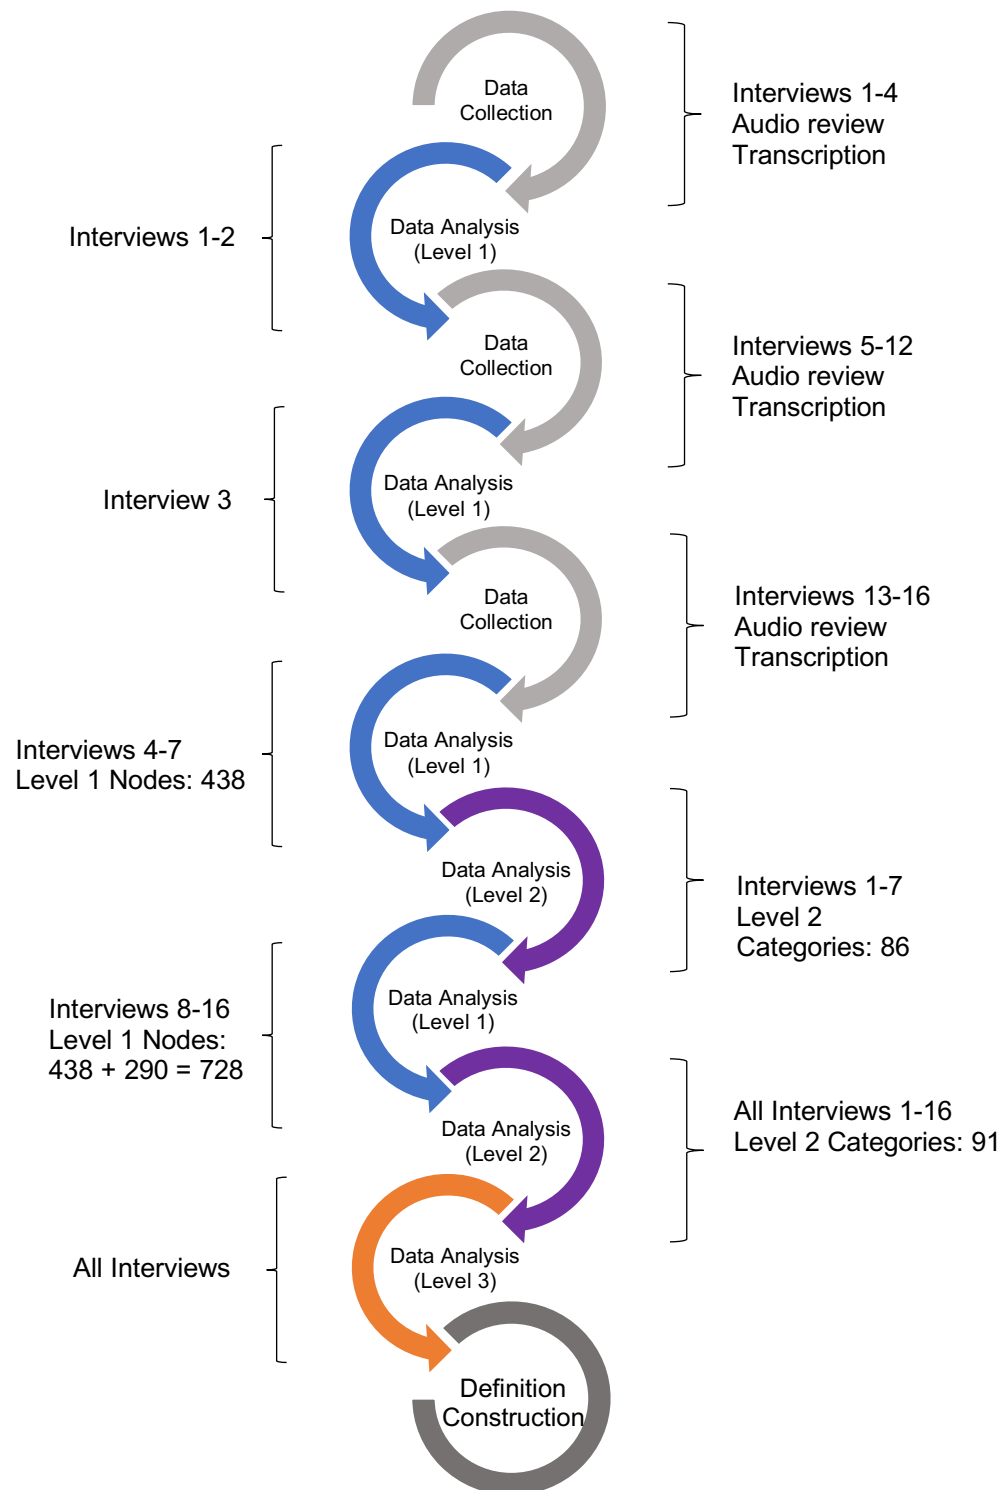 Data
Collection
Interviews 1-4
Audio review
Transcription
Interviews 1-2
Data Analysis
(Level 1)
Data
Collection
Interviews 5-12
Audio review
Transcription
Interview 3
Data Analysis
(Level 1)
Data
Collection
Interviews 13-16
Audio review
Transcription
Interviews 4-7
Level 1 Nodes: 438
Data Analysis
(Level 1)
Data Analysis
(Level 2)
Interviews 1-7
Level 2
Categories: 86
Interviews 8-16
Level 1 Nodes:
438 + 290 = 728
Data Analysis
(Level 1)
Data Analysis
(Level 2)
All Interviews 1-16
Level 2 Categories: 91
All Interviews
Data Analysis
(Level 3)
Definition
Construction